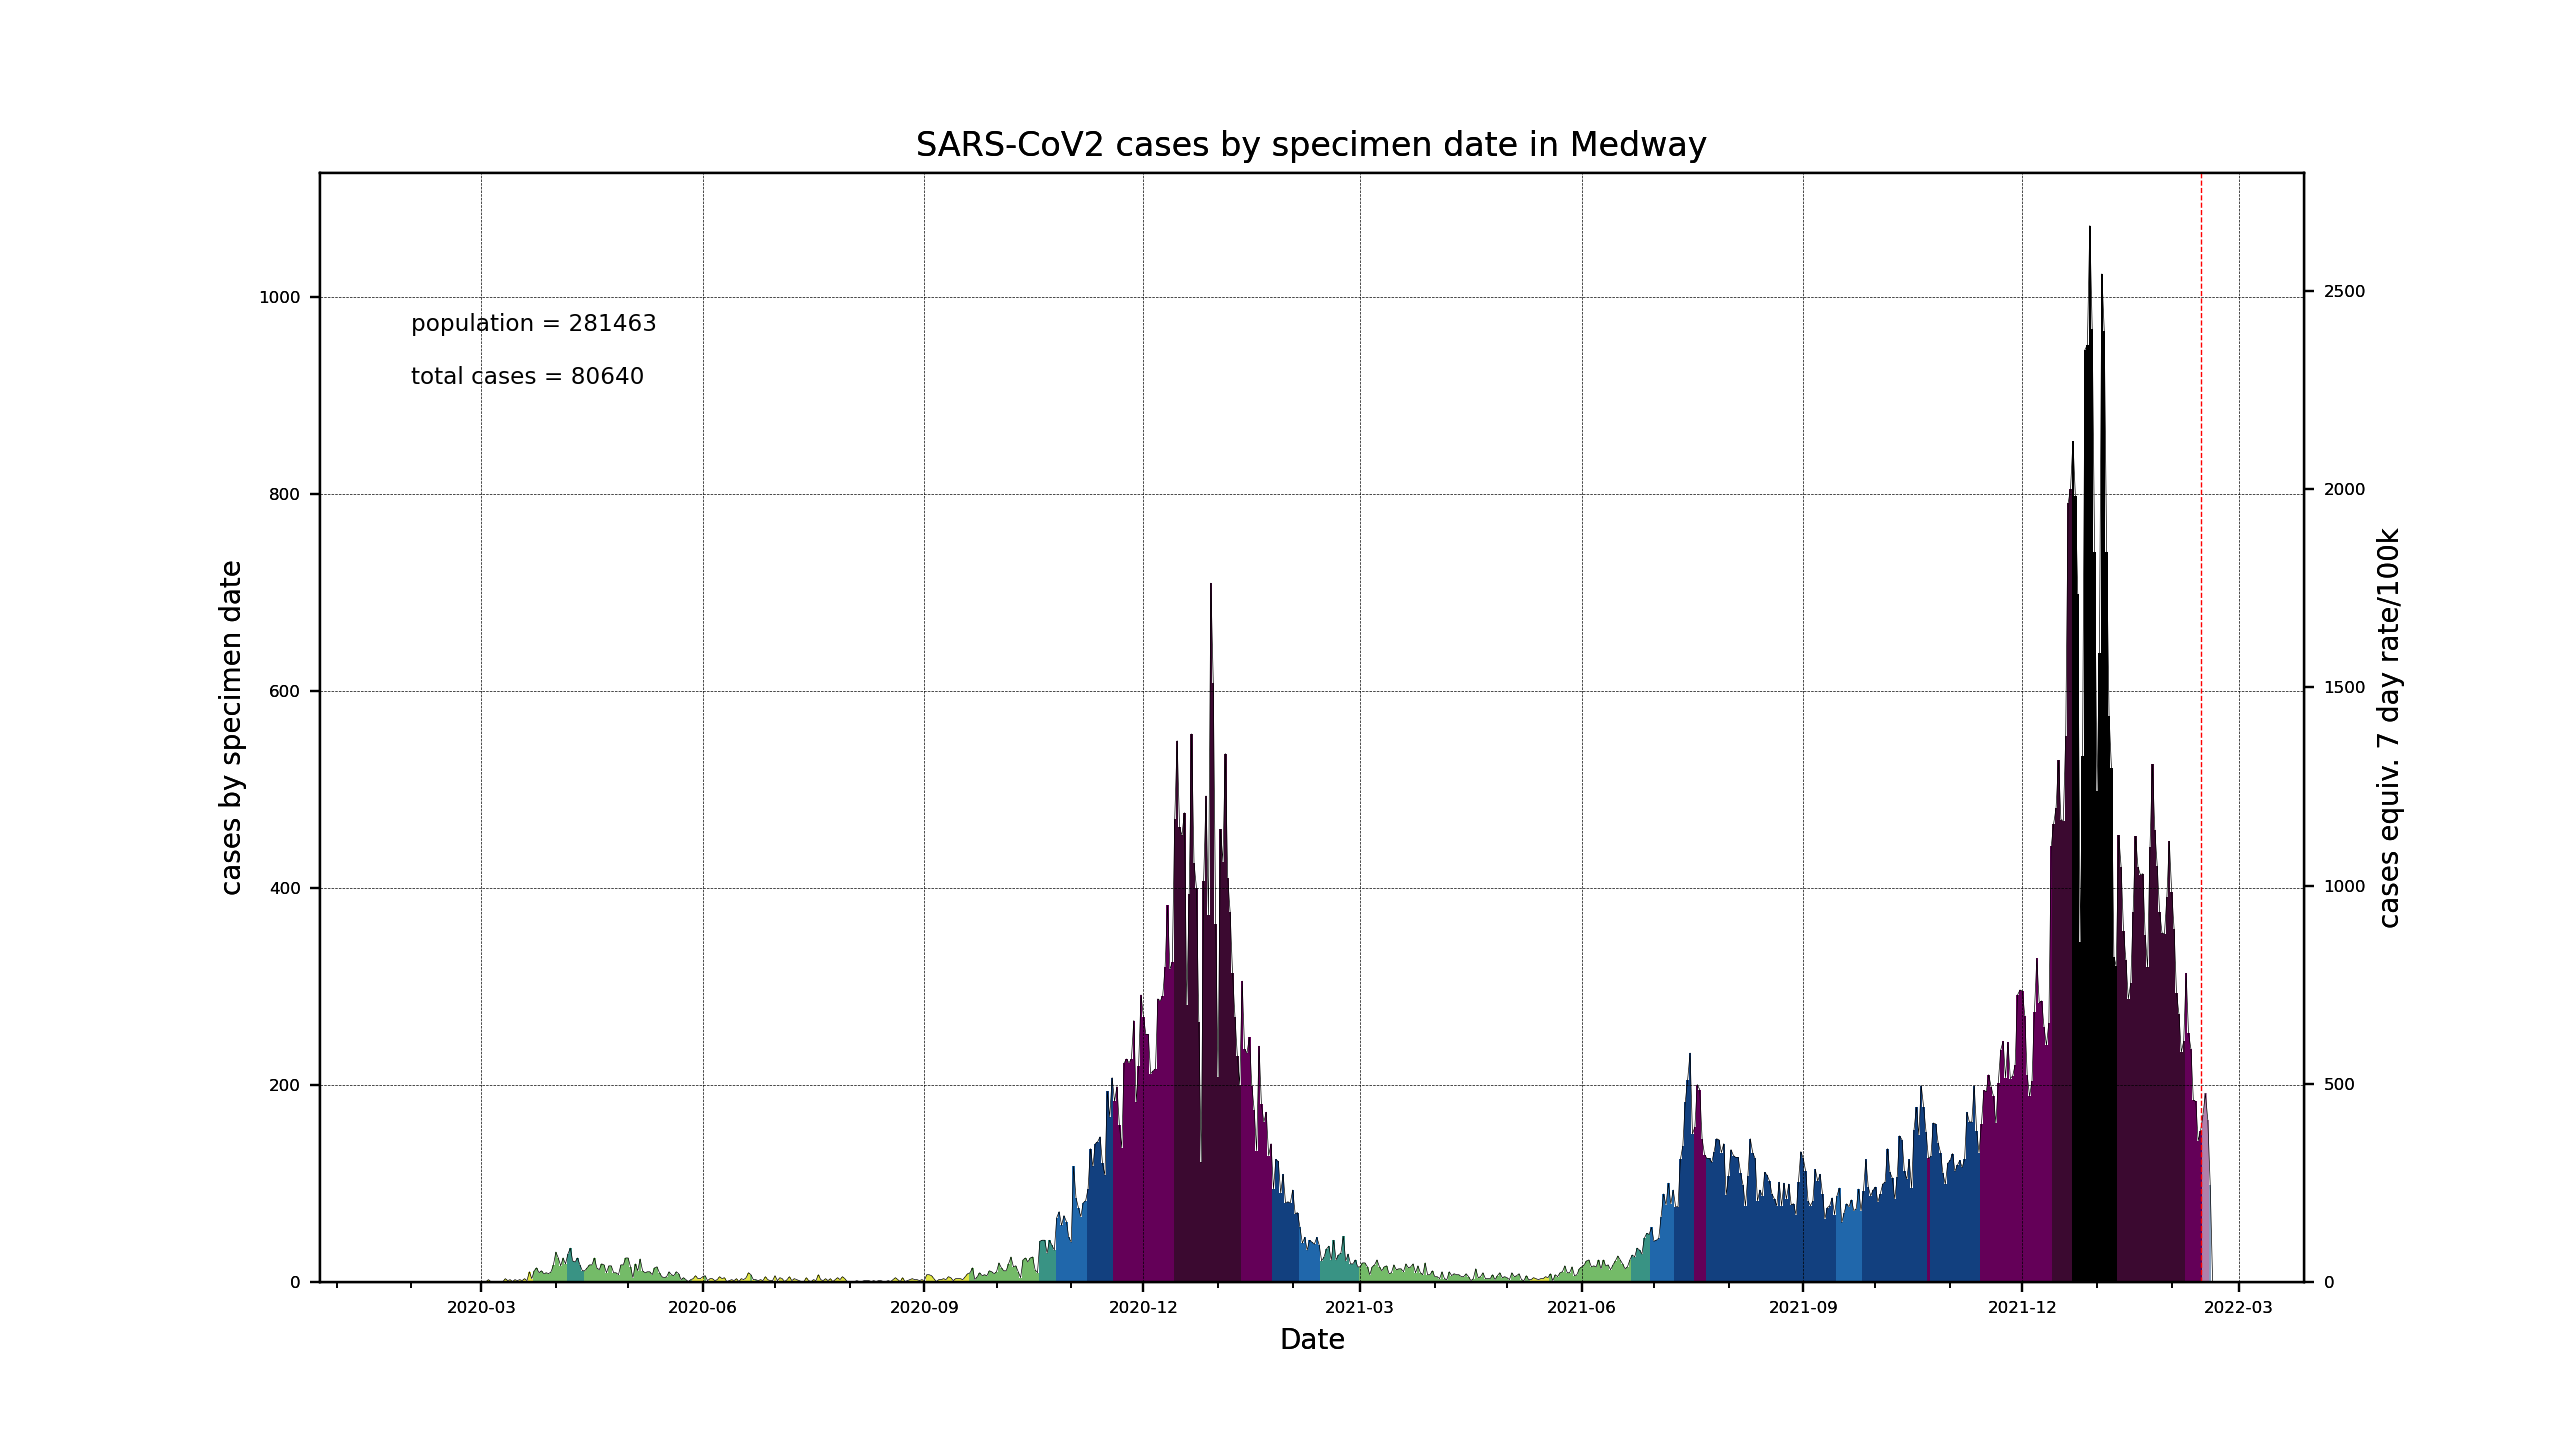 SARS-CoV2 cases by specimen date in Medway
population = 281463
total cases = 80640
cases by specimen date
1000
800
600
400
200
0
2500
2000
1500
1000
500
0
cases equiv. 7 day rate/100k
2020-03 2020-06 2020-09 2020-12 2021-03 2021-06 2021-09 2021-12 2022-03
Date